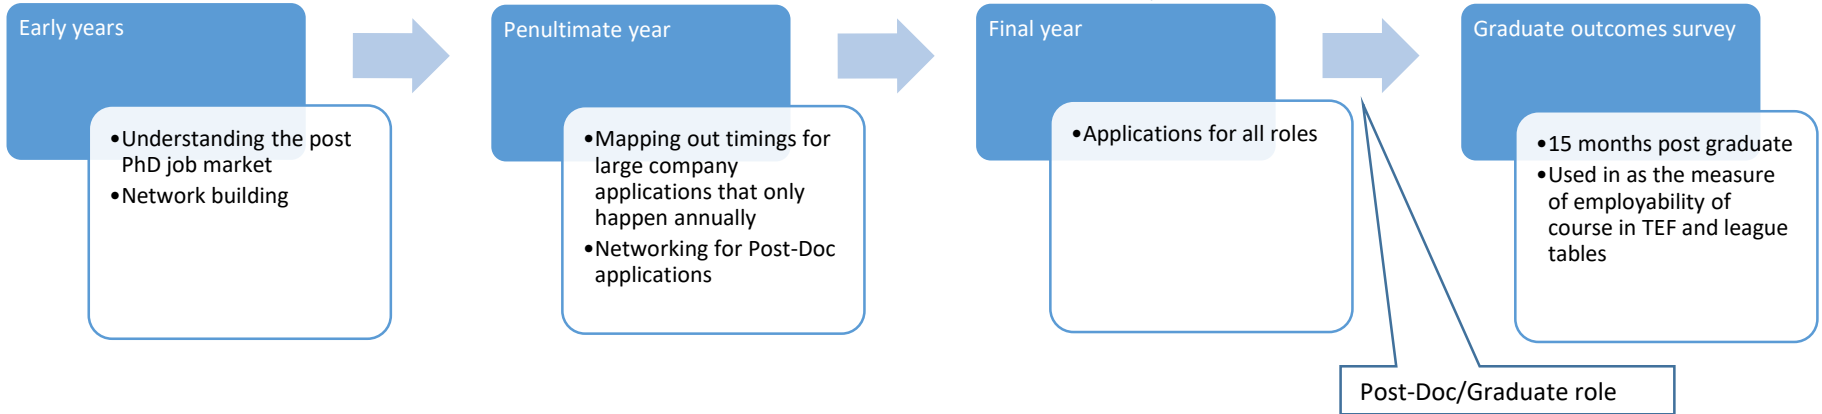 Early years
•Understanding the post
PhD job market
•Network building
Penultimate year
•Mapping out timings for
large company
applications that only
happen annually
•Networking for Post-Doc
applications
Final year
•Applications for all roles
Graduate outcomes survey
•15 months post graduate
•Used in as the measure
of employability of
course in TEF and league
tables
Post-Doc/Graduate role